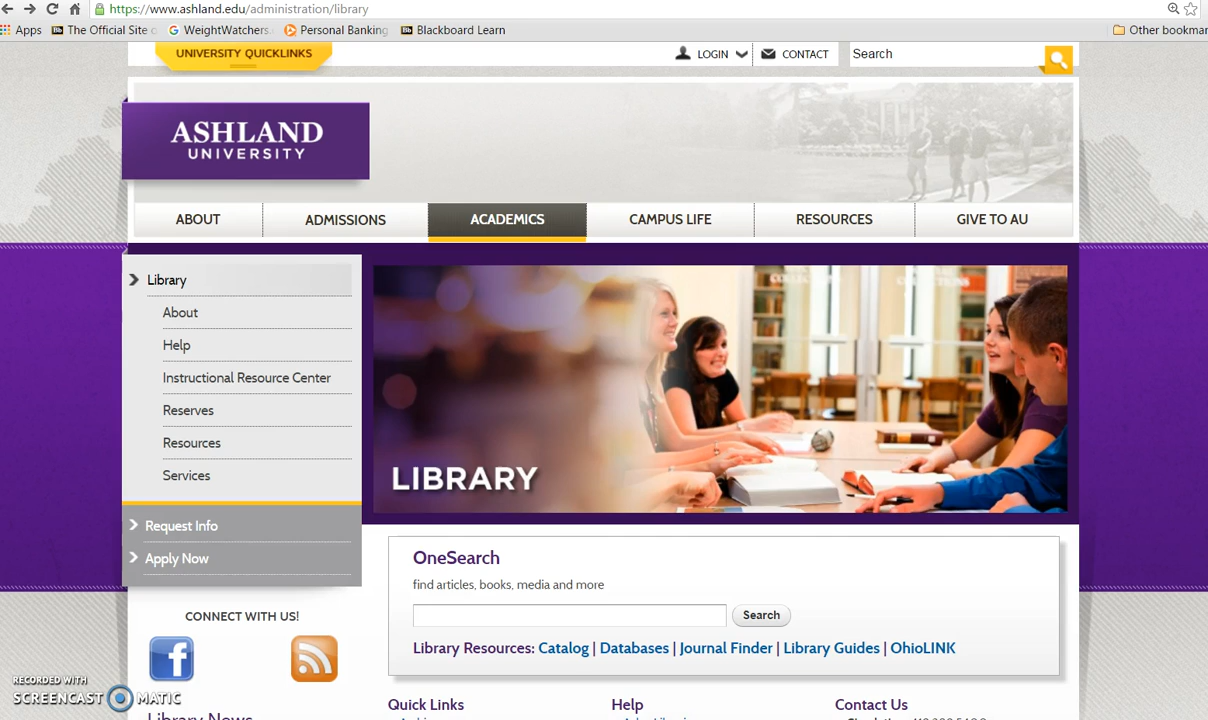 https://www.ashland.edu/administration/library
Apps The Official Site WeightWatchers. Personal Banking Blackboard Learn Other bookmar
UNIVERSITY QUICKLINKS
LOGIN CONTACT Search
ASHLAND
UNIVERSITY
ABOUT ADMISSIONS ACADEMICS CAMPUS LIFE RESOURCES GIVE TO AU
Library
About
Help
Instructional Resource Center
Reserves
Resources
Services
Request Info
Apply Now
LIBRARY
OneSearch
find articles, books, media and more
Search
Library Resources: Catalog | Databases | Journal Finder | Library Guides | OhioLINK
CONNECT WITH US!
RECORDED WITH
SCREENCAST MATIC
Library News
Quick Links Help Contact Us